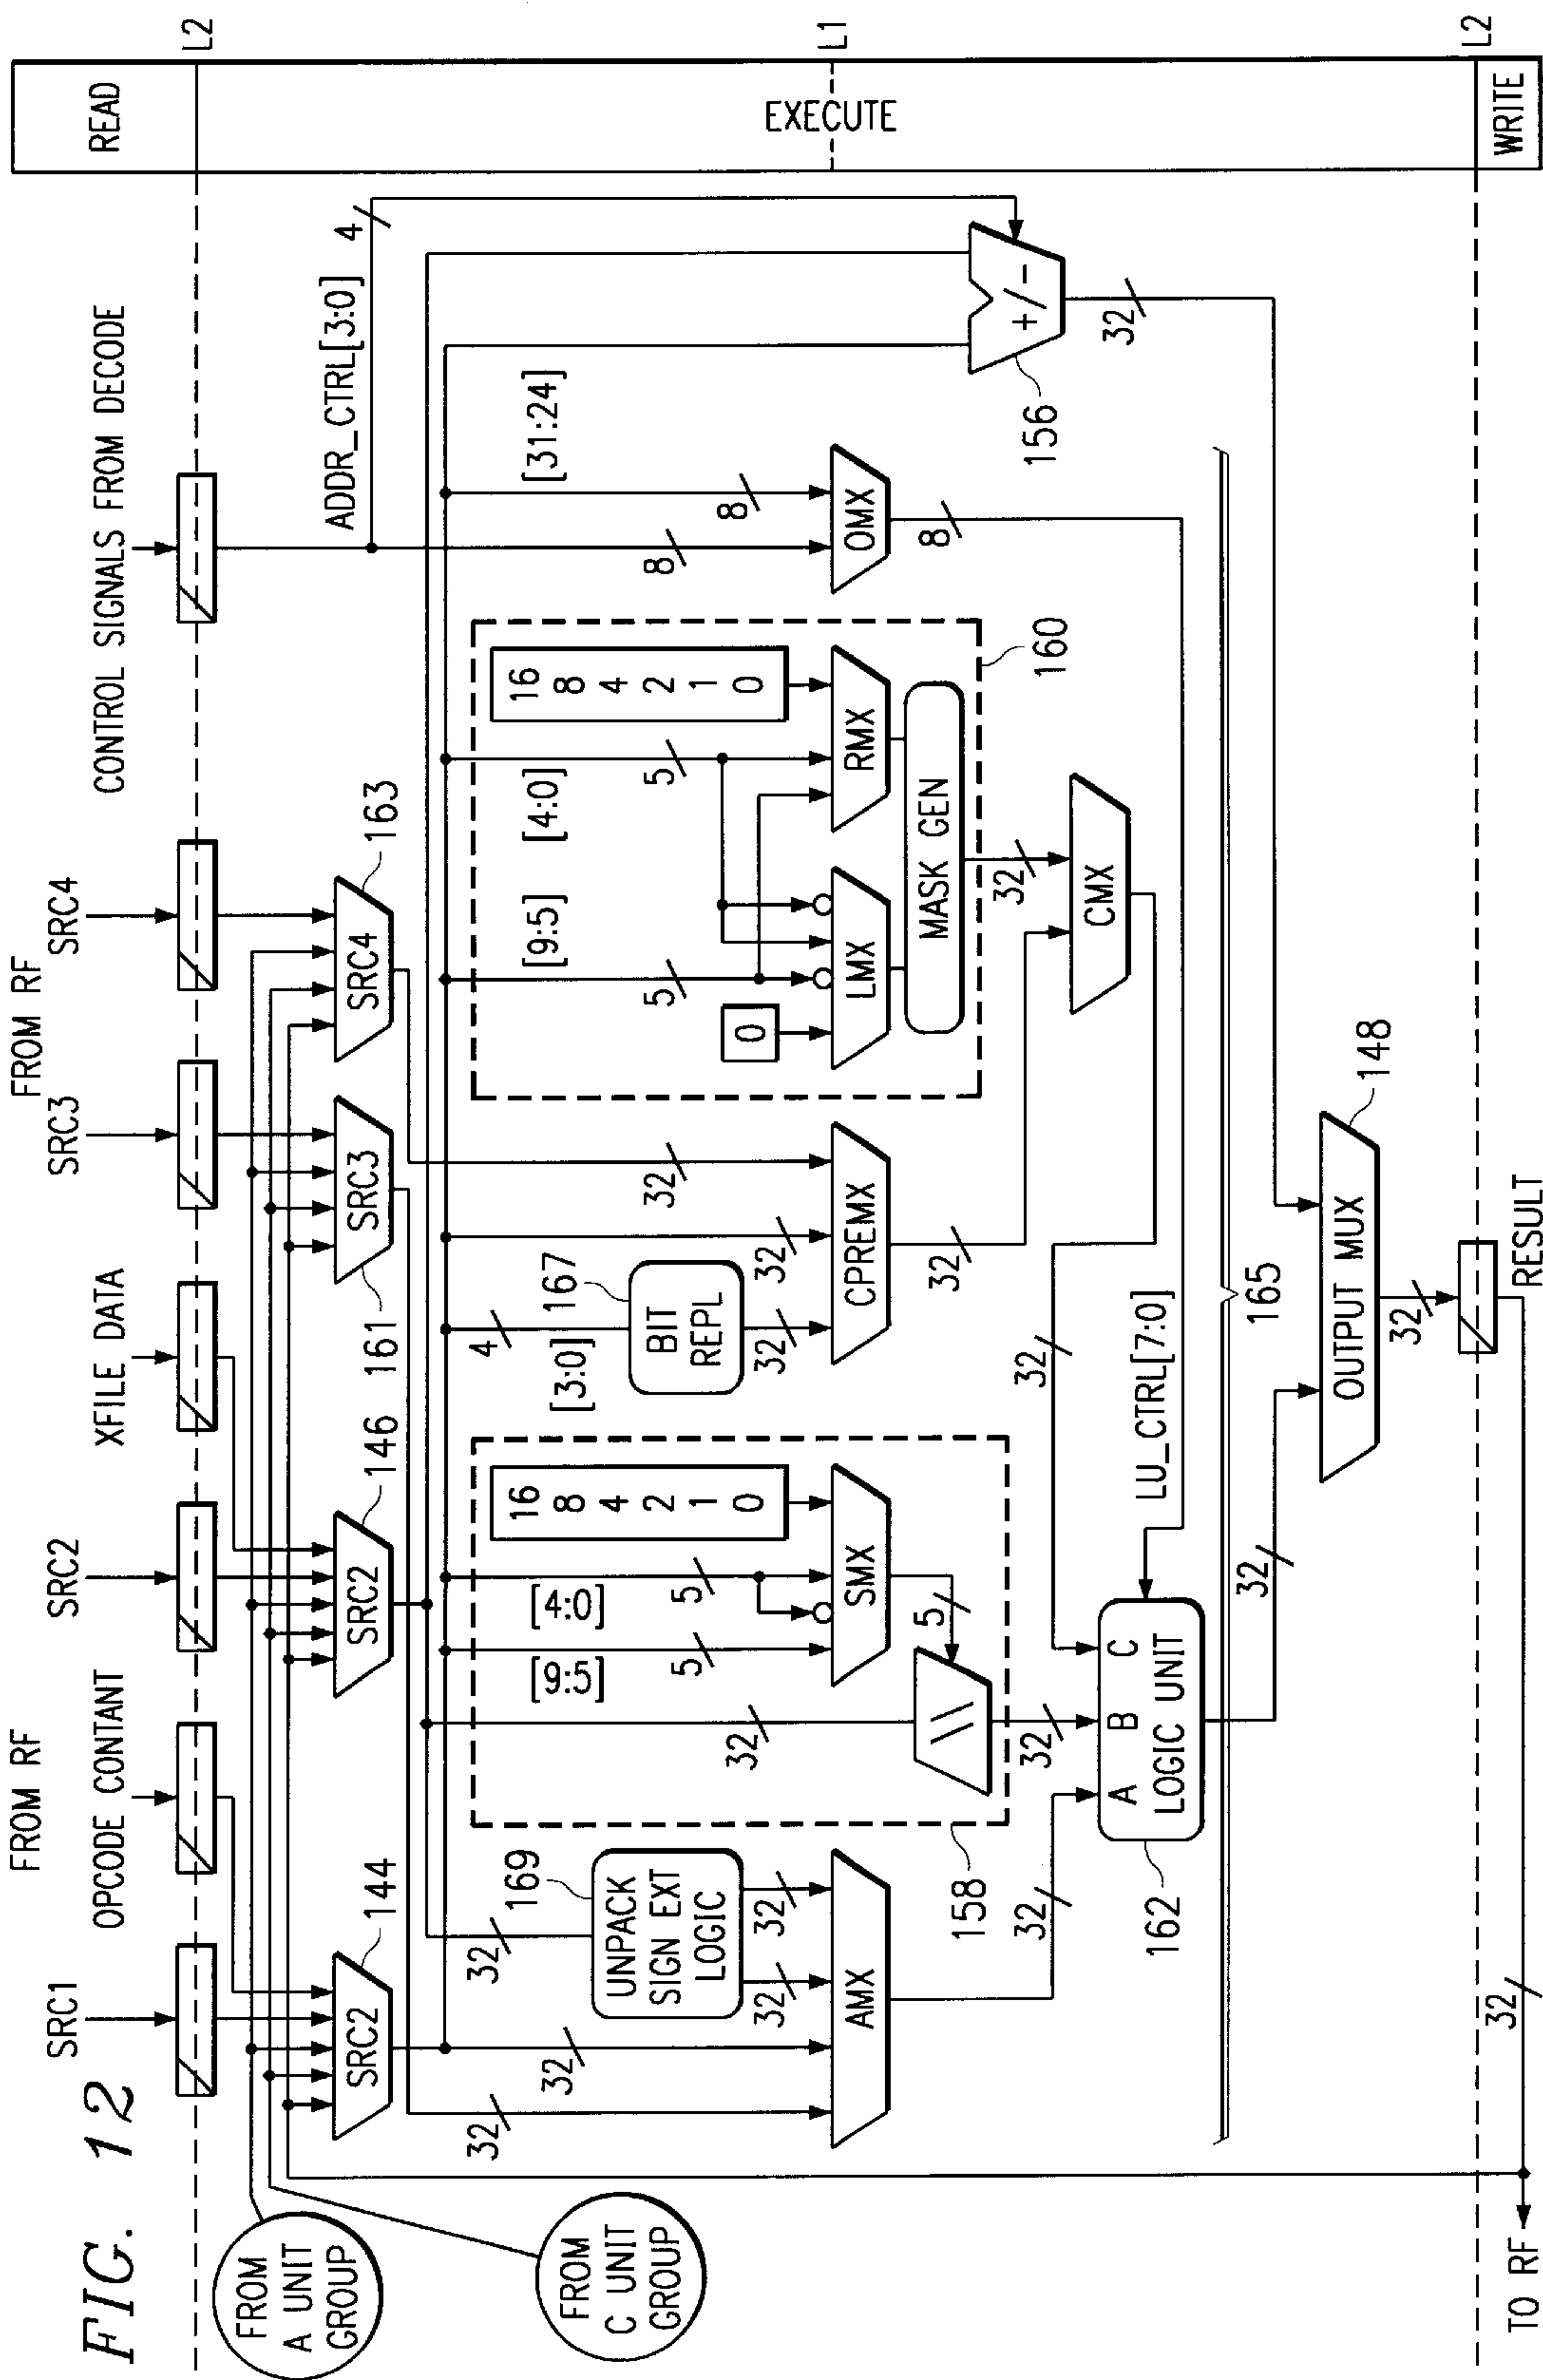 FIG. 12
FROM RF
FROM RF
SRC1
OPCODE CONTANT
SRC2
XFILE DATA
SRC3
SRC4
CONTROL SIGNALS FROM DECODE
READ
L2
FROM
A UNIT
GROUP
FROM
C UNIT
GROUP
SRC2
144
SRC2
146
SRC3
161
SRC4
163
ADDR_CTRL[3:0]
4
32
32
32
UNPACK
SIGN EXT
LOGIC
169
32
32
AMX
[9:5]
[4:0]
5
5
16
8
4
2
1
0
SMX
5
32
\\
32
158
4
[3:0]
BIT
REPL
167
32
32
32
CPREMX
32
[9:5]
[4:0]
5
5
0
16
8
4
2
1
0
LMX
RMX
MASK GEN
160
32
CMX
[31:24]
8
8
OMX
8
+/-
156
32
EXECUTE
L1
32
A
B
C
LOGIC UNIT
162
32
LU_CTRL[7:0]
165
32
OUTPUT MUX
148
32
RESULT
32
TO RF
WRITE
L2